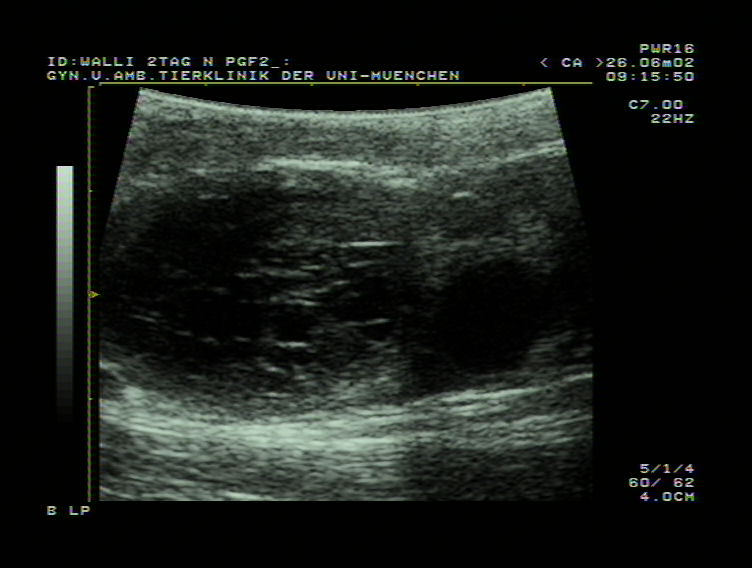 PWR16
ID:WALLI 2TAG N PGF2_: < CA >26.06m02
GYN.U.AMB.TIERKLINIK DER UNI-MUENCHEN 09:15:50
C7.00
22HZ
5/1/4
60/ 62
4.0CM
B LP